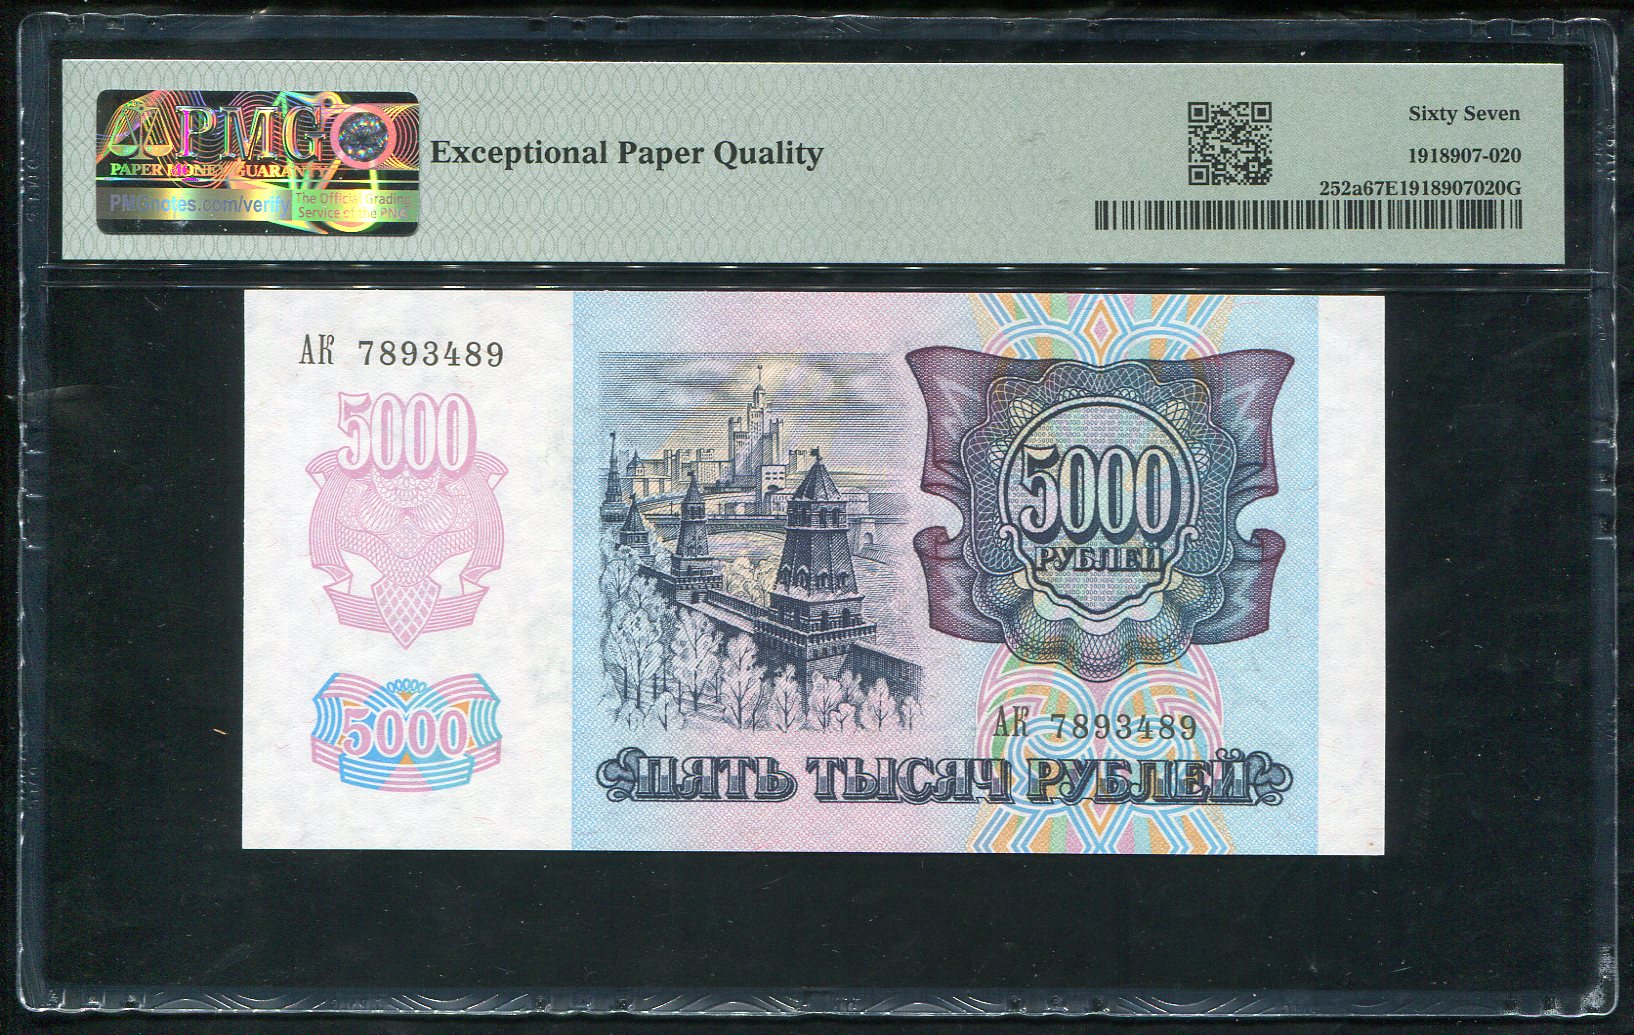 PMG
PAPER MONEY GUARANTY
PMGnotes.com/verify
The Official Grading
Service of the PNG
Exceptional Paper Quality
Sixty Seven
1918907-020
252a67E1918907020G
АК 7893489
5000
5000
5000
РУБЛЕЙ
АК 7893489
ПЯТЬ ТЫСЯЧ РУБЛЕЙ